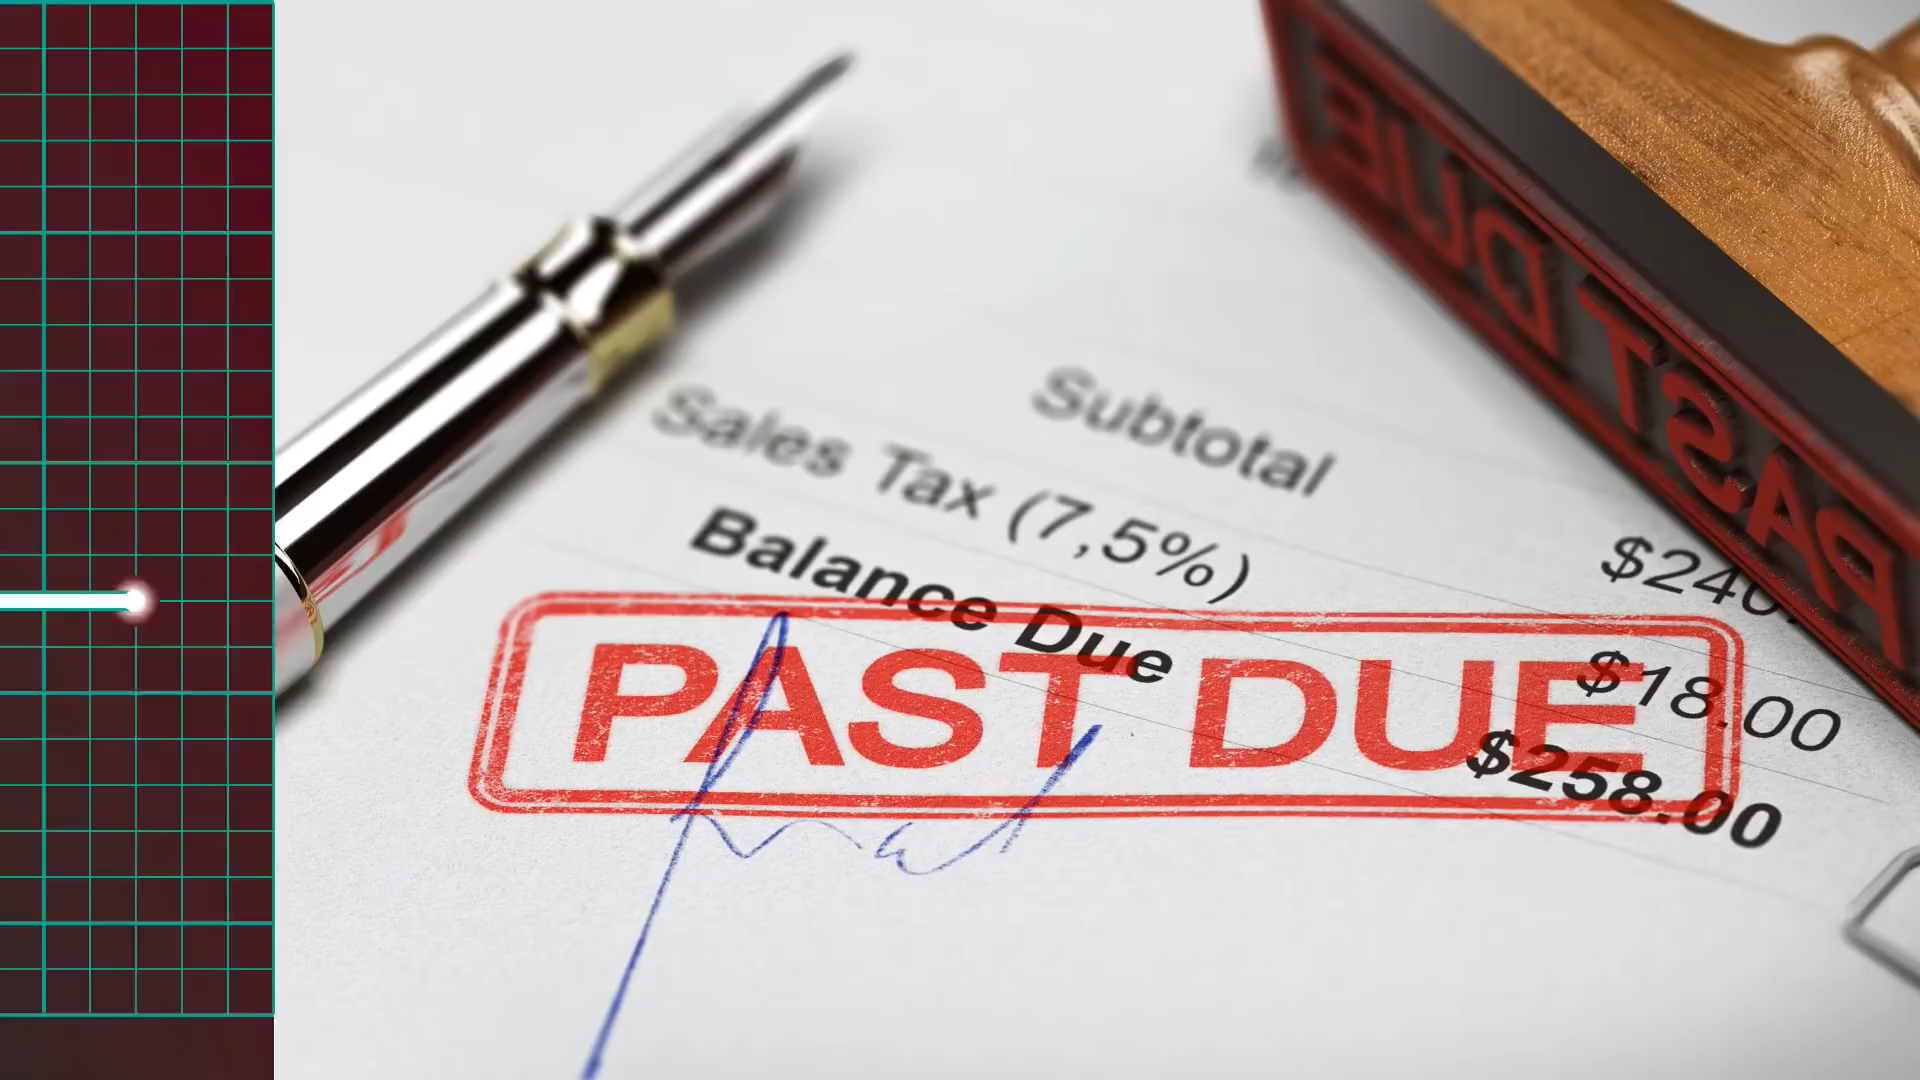 Subtotal
$240.
Sales Tax (7,5%)
$18.00
Balance Due
$258.00
PAST DUE
PAST DUE